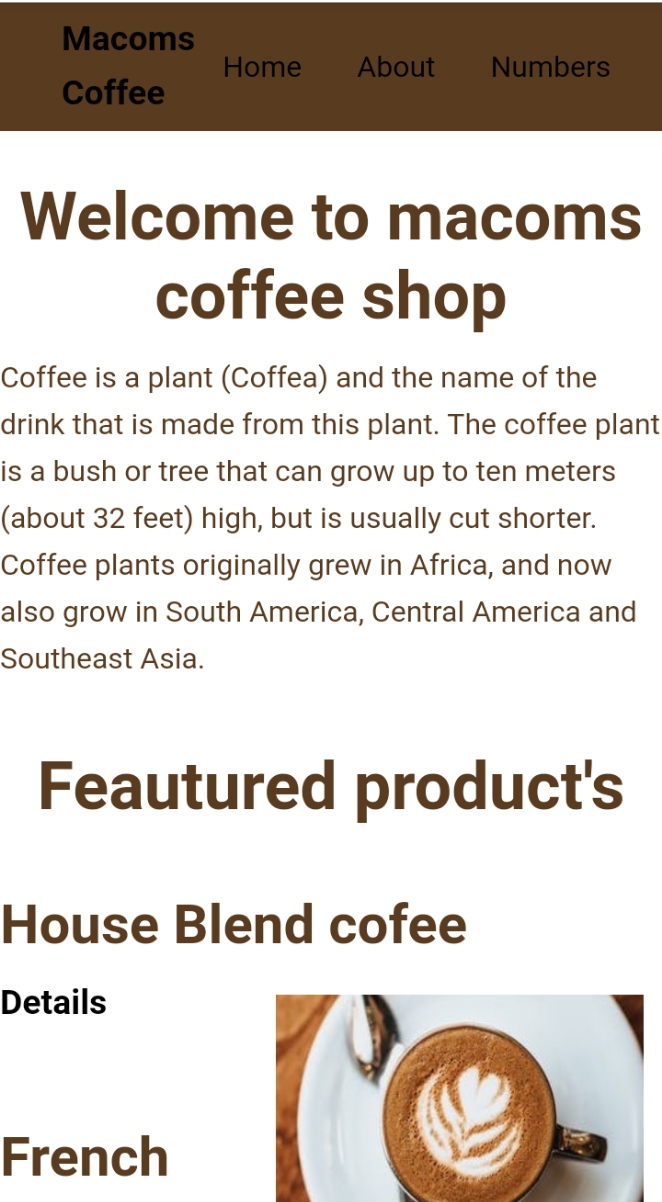 Macoms
Coffee
Home About Numbers
Welcome to macoms
coffee shop
Coffee is a plant (Coffea) and the name of the
drink that is made from this plant. The coffee plant
is a bush or tree that can grow up to ten meters
(about 32 feet) high, but is usually cut shorter.
Coffee plants originally grew in Africa, and now
also grow in South America, Central America and
Southeast Asia.
Feautured product's
House Blend cofee
Details
French